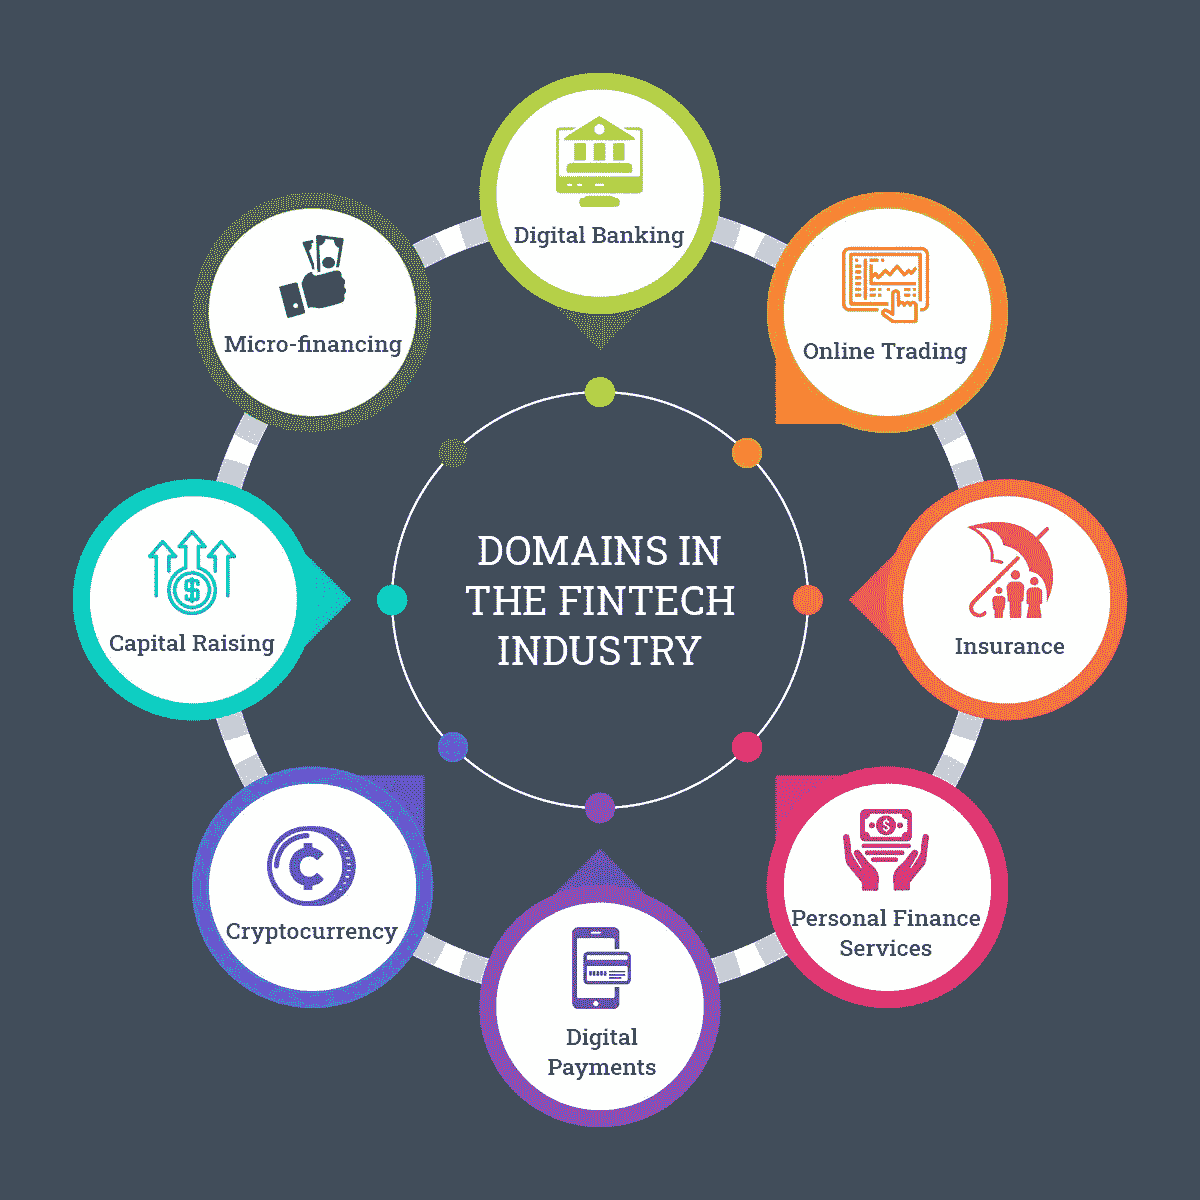 DOMAINS IN
THE FINTECH
INDUSTRY
Digital Banking
Online Trading
Insurance
Personal Finance
Services
Digital
Payments
Cryptocurrency
Capital Raising
Micro-financing